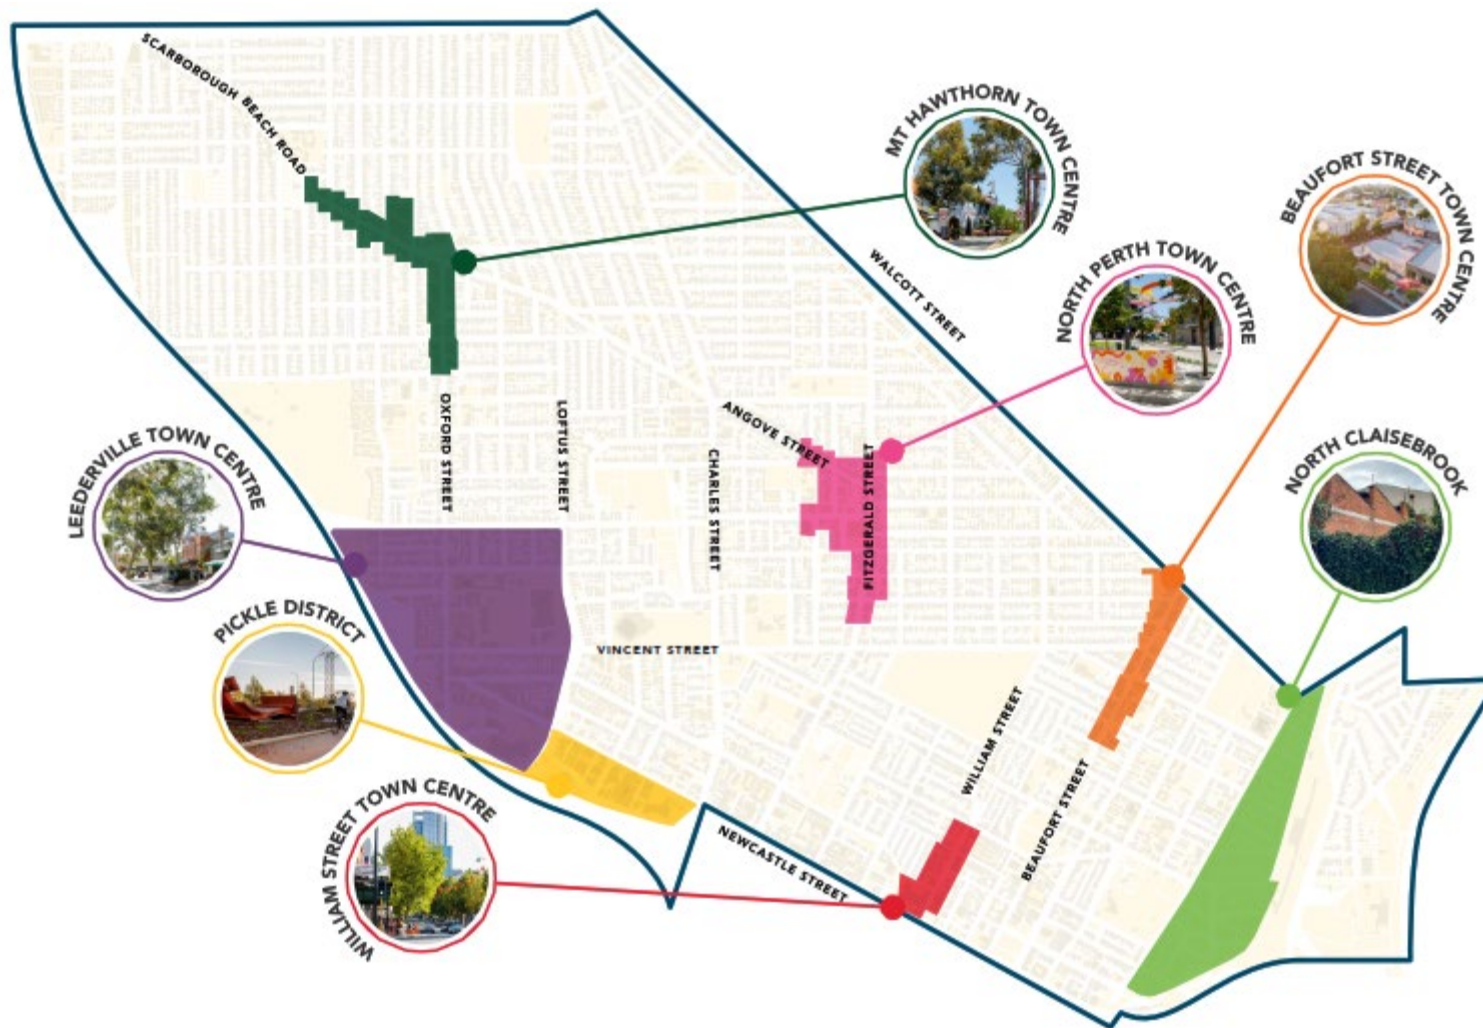 SCARBOROUGH BEACH ROAD
MT HAWTHORN TOWN CENTRE
BEAUFORT STREET TOWN CENTRE
NORTH PERTH TOWN CENTRE
WALCOTT STREET
OXFORD STREET
LOFTUS STREET
ANGOVE STREET
CHARLES STREET
FITZGERALD STREET
LEEDERVILLE TOWN CENTRE
NORTH CLAISEBROOK
PICKLE DISTRICT
VINCENT STREET
WILLIAM STREET
BEAUFORT STREET
WILLIAM STREET TOWN CENTRE
NEWCASTLE STREET